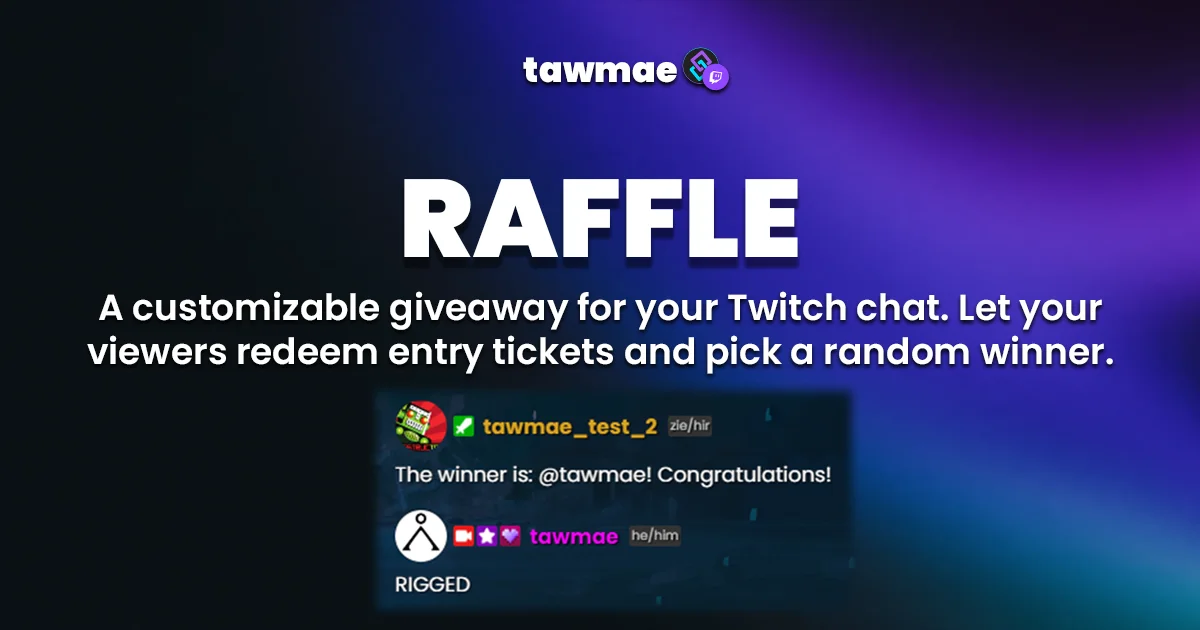 tawmae
RAFFLE
A customizable giveaway for your Twitch chat. Let your
viewers redeem entry tickets and pick a random winner.
tawmae_test_2 zie/hir
The winner is: @tawmae! Congratulations!
tawmae he/him
RIGGED